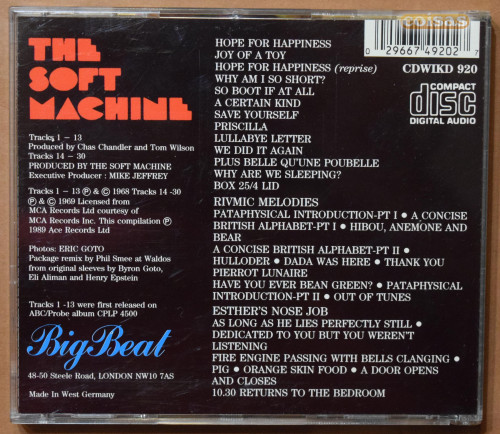 THE
SOFT
MACHINE
Tracks 1 – 13
Produced by Chas Chandler and Tom Wilson
Tracks 14 – 30
PRODUCED BY THE SOFT MACHINE
Executive Producer : MIKE JEFFREY
Tracks 1 – 13 Ⓟ & © 1968 Tracks 14 -30
Ⓟ & © 1969 Licensed from
MCA Records Ltd courtesy of
MCA Records Inc. This compilation Ⓟ
1989 Ace Records Ltd
Photos: ERIC GOTO
Package remix by Phil Smee at Waldos
from original sleeves by Byron Goto,
Eli Aliman and Henry Epstein
Tracks 1 -13 were first released on
ABC/Probe album CPLP 4500
Big Beat
48-50 Steele Road, LONDON NW10 7AS
Made In West Germany
HOPE FOR HAPPINESS
JOY OF A TOY
HOPE FOR HAPPINESS (reprise)
WHY AM I SO SHORT?
SO BOOT IF AT ALL
A CERTAIN KIND
SAVE YOURSELF
PRISCILLA
LULLABYE LETTER
WE DID IT AGAIN
PLUS BELLE QU'UNE POUBELLE
WHY ARE WE SLEEPING?
BOX 25/4 LID
RIVMIC MELODIES
PATAPHYSICAL INTRODUCTION-PT I ● A CONCISE
BRITISH ALPHABET-PT I ● HIBOU, ANEMONE AND
BEAR
A CONCISE BRITISH ALPHABET-PT II ●
HULLODER ● DADA WAS HERE ● THANK YOU
PIERROT LUNAIRE
HAVE YOU EVER BEAN GREEN? ● PATAPHYSICAL
INTRODUCTION-PT II ● OUT OF TUNES
ESTHER'S NOSE JOB
AS LONG AS HE LIES PERFECTLY STILL ●
DEDICATED TO YOU BUT YOU WEREN'T
LISTENING
FIRE ENGINE PASSING WITH BELLS CLANGING ●
PIG ● ORANGE SKIN FOOD ● A DOOR OPENS
AND CLOSES
10.30 RETURNS TO THE BEDROOM
0 29667 49202 7
CDWIKD 920
COMPACT
disc
DIGITAL AUDIO